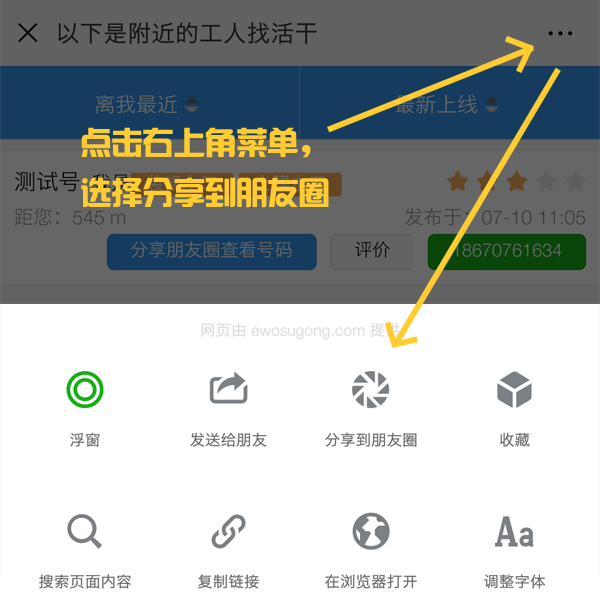 以下是附近的工人找活干
离我最近
最新上线
点击右上角菜单，
测试号
选择分享到朋友圈
距您：545 m
发布于：07-10 11:05
分享朋友圈查看号码
评价
18670761634
网页由 ewosugong.com 提供
浮窗
发送给朋友
分享到朋友圈
收藏
搜索页面内容
复制链接
在浏览器打开
Aa
调整字体